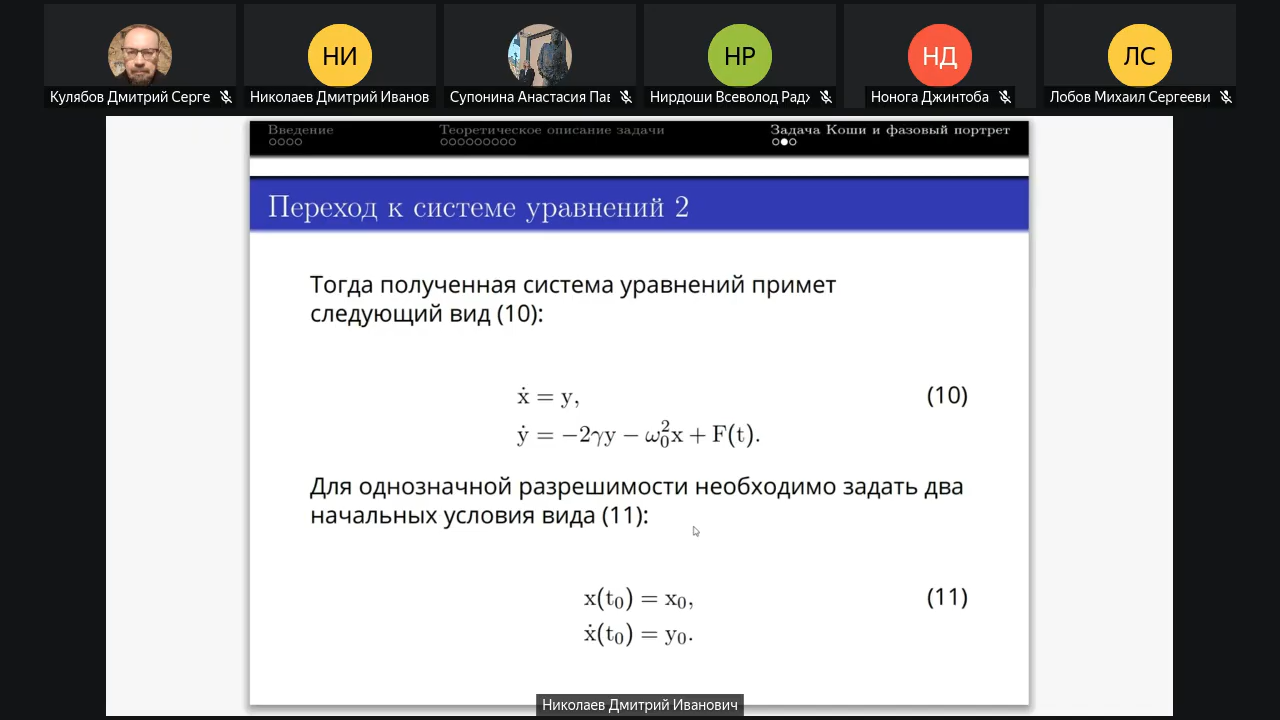 НИ
НР
НД
ЛС
Кулябов Дмитрий Серге
Николаев Дмитрий Иванов
Супонина Анастасия Пав
Нирдоши Всеволод Радж
Нонога Джинтоба
Лобов Михаил Сергееви
Введение
Теоретическое описание задачи
Задача Коши и фазовый портрет
Переход к системе уравнений 2
Тогда полученная система уравнений примет
следующий вид (10):
ẋ = y, (10)
ẏ = −2γy − ω₀²x + F(t).
Для однозначной разрешимости необходимо задать два
начальных условия вида (11):
x(t₀) = x₀, (11)
ẋ(t₀) = y₀.
Николаев Дмитрий Иванович